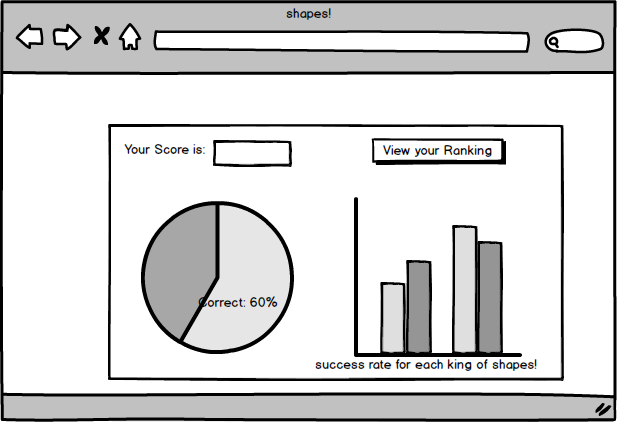 shapes!
Your Score is:
View your Ranking
Correct: 60%
success rate for each king of shapes!